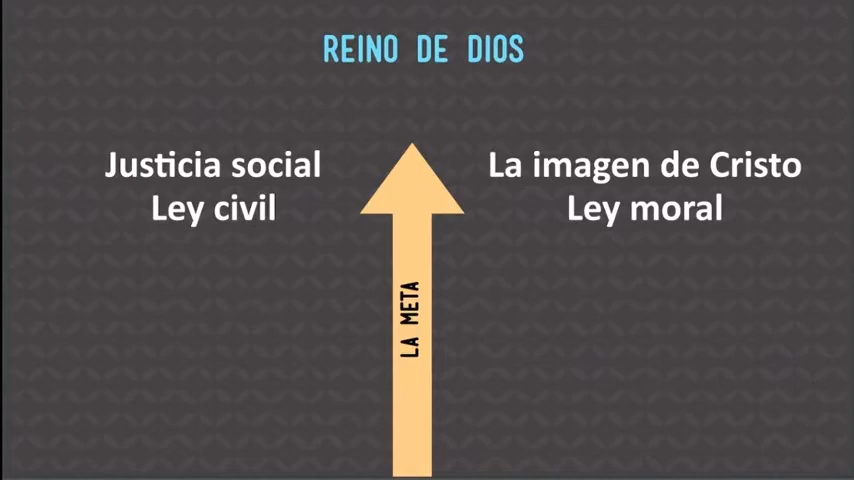 REINO DE DIOS
Justicia social
Ley civil
La imagen de Cristo
Ley moral
LA META